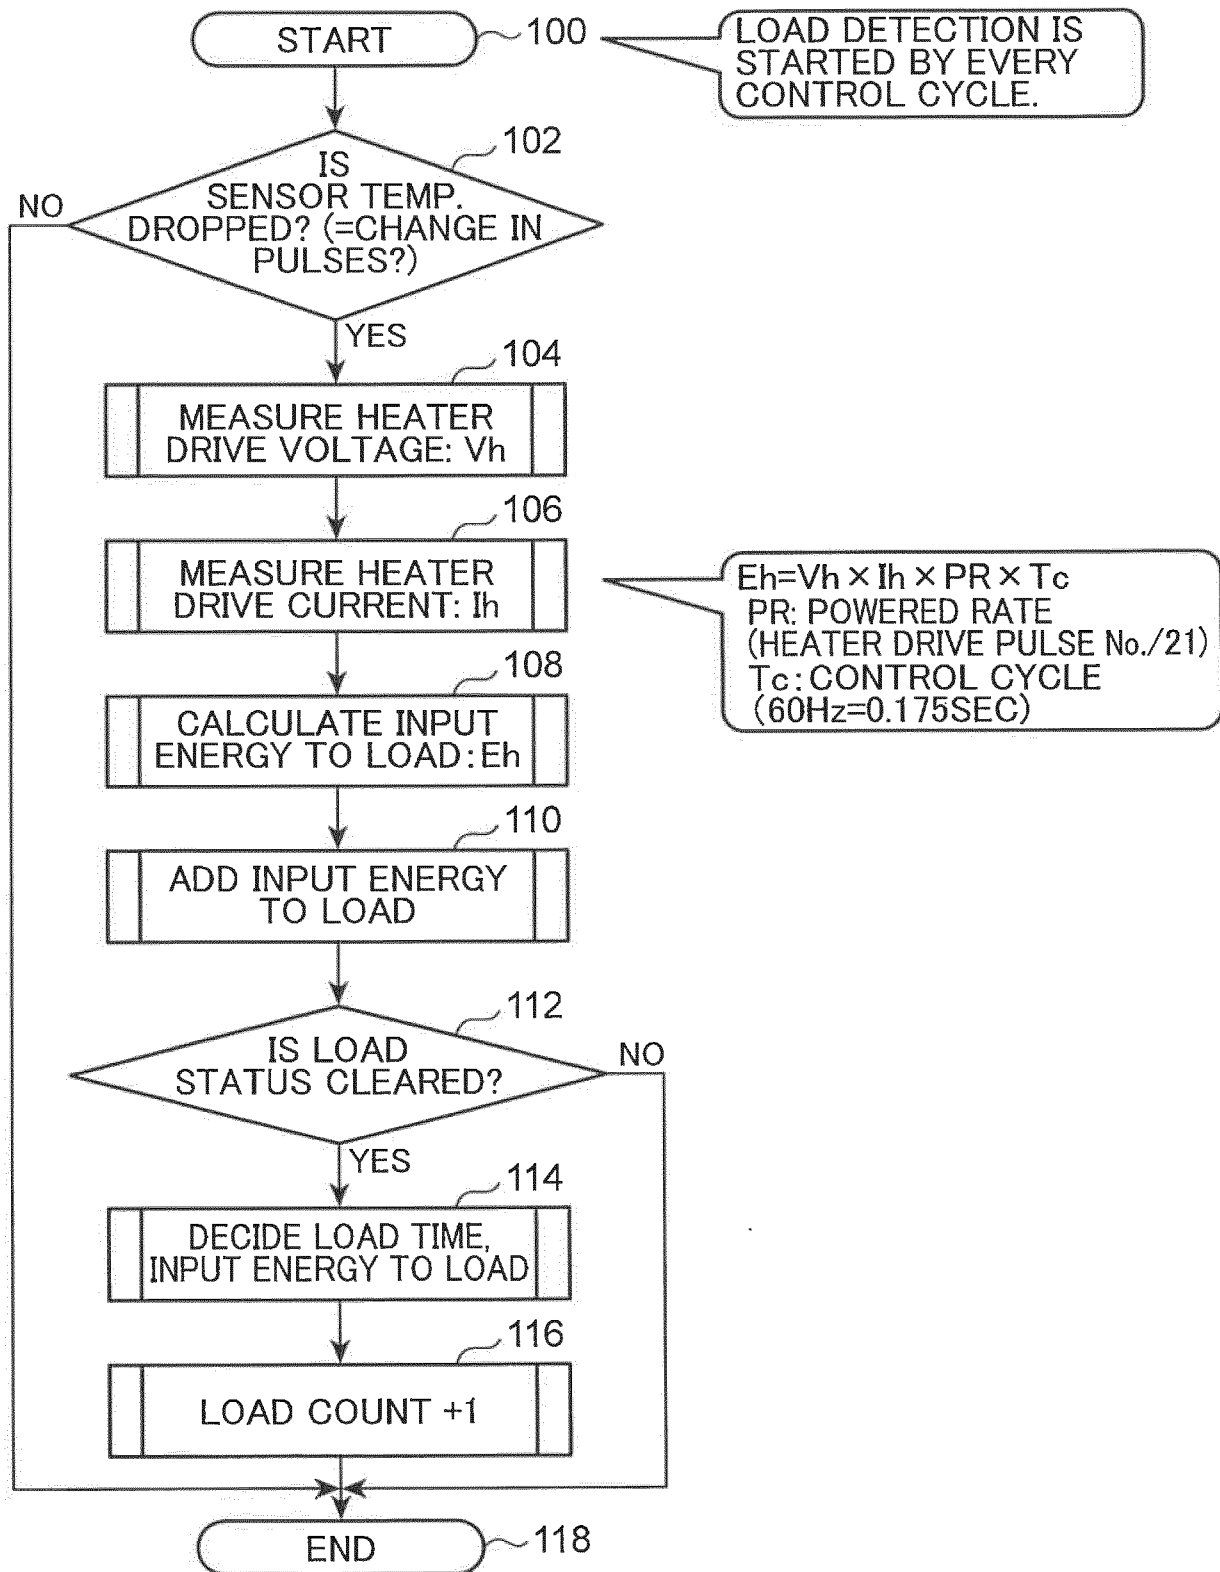 START
100
LOAD DETECTION IS
STARTED BY EVERY
CONTROL CYCLE.
102
IS
SENSOR TEMP.
DROPPED? (=CHANGE IN
PULSES?)
NO
YES
104
MEASURE HEATER
DRIVE VOLTAGE: Vh
106
MEASURE HEATER
DRIVE CURRENT: Ih
Eh=Vh × Ih × PR × Tc
PR: POWERED RATE
(HEATER DRIVE PULSE No./21)
Tc: CONTROL CYCLE
(60Hz=0.175SEC)
108
CALCULATE INPUT
ENERGY TO LOAD: Eh
110
ADD INPUT ENERGY
TO LOAD
112
IS LOAD
STATUS CLEARED?
NO
YES
114
DECIDE LOAD TIME,
INPUT ENERGY TO LOAD
116
LOAD COUNT +1
END
118